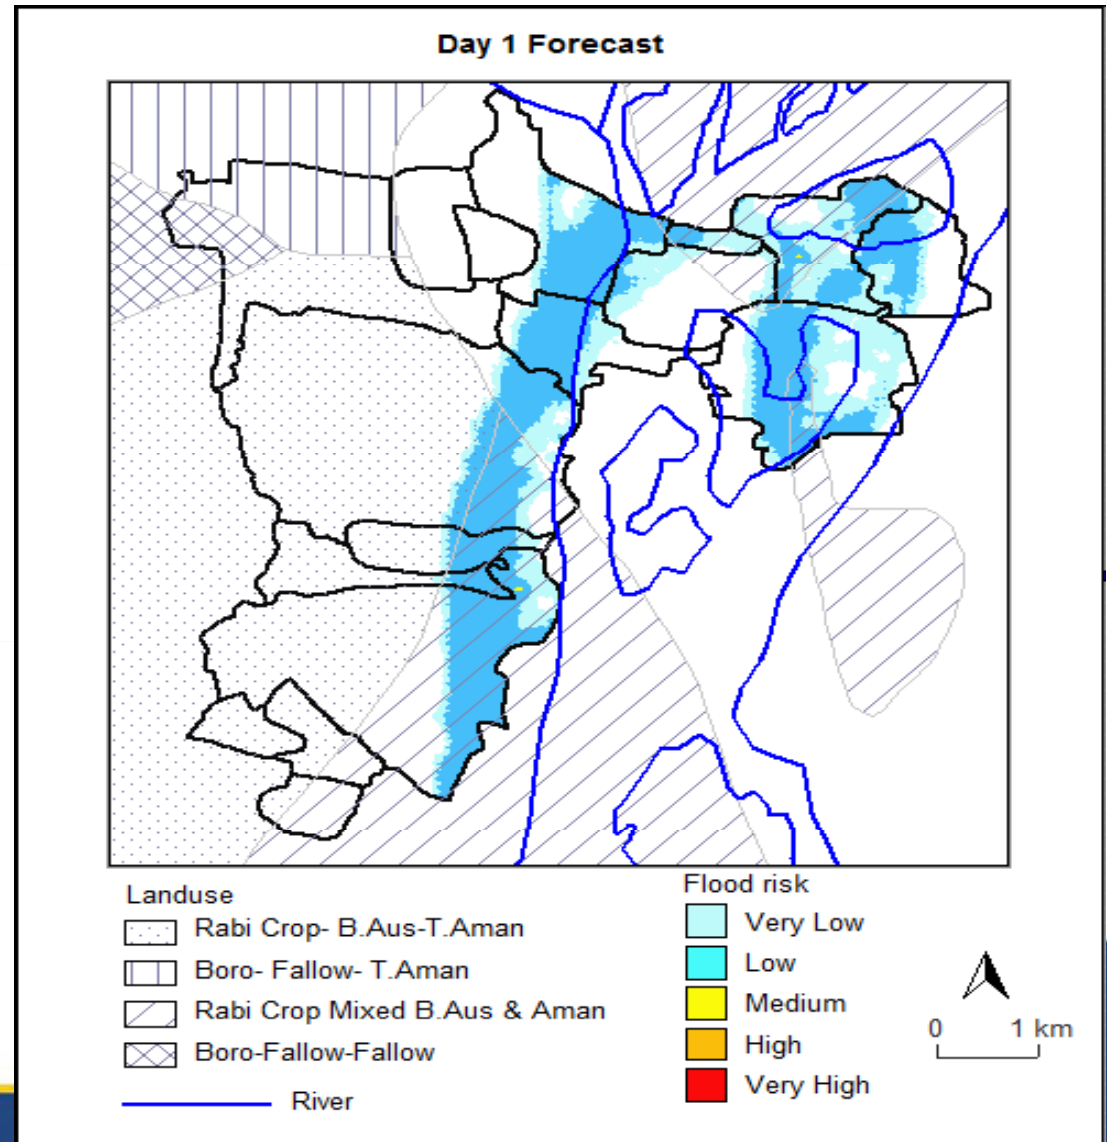 Day 1 Forecast
Landuse
Rabi Crop- B.Aus-T.Aman
Boro- Fallow- T.Aman
Rabi Crop Mixed B.Aus & Aman
Boro-Fallow-Fallow
River
Flood risk
Very Low
Low
Medium
High
Very High
0 1 km